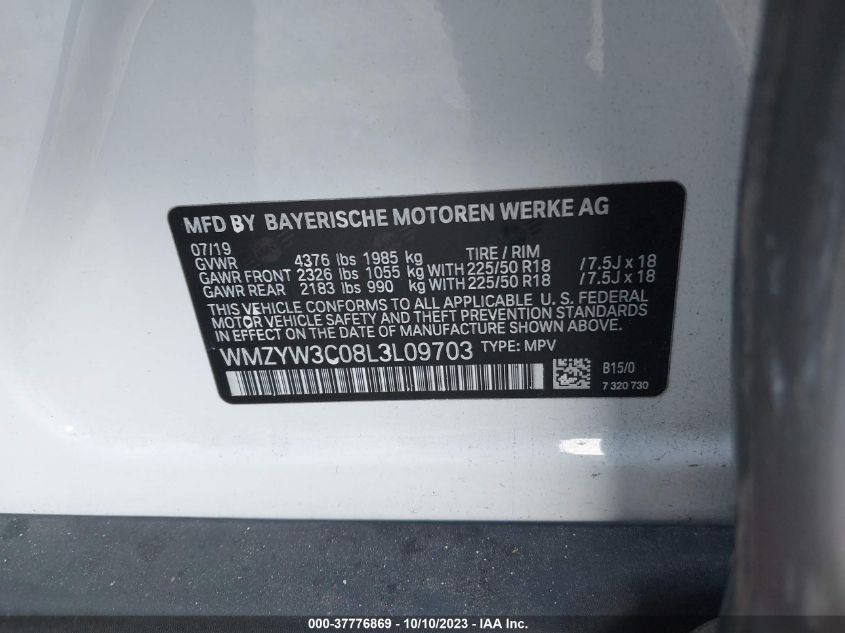 MFD BY BAYERISCHE MOTOREN WERKE AG
07/19 TIRE / RIM
GVWR 4376 lbs 1985 kg
GAWR FRONT 2326 lbs 1055 kg WITH 225/50 R18 /7.5J x 18
GAWR REAR 2183 lbs 990 kg WITH 225/50 R18 /7.5J x 18
THIS VEHICLE CONFORMS TO ALL APPLICABLE U. S. FEDERAL
MOTOR VEHICLE SAFETY AND THEFT PREVENTION STANDARDS
IN EFFECT ON THE DATE OF MANUFACTURE SHOWN ABOVE.
WMZYW3C08L3L09703 TYPE: MPV
B15/0
7 320 730
000-37776869 - 10/10/2023 - IAA Inc.